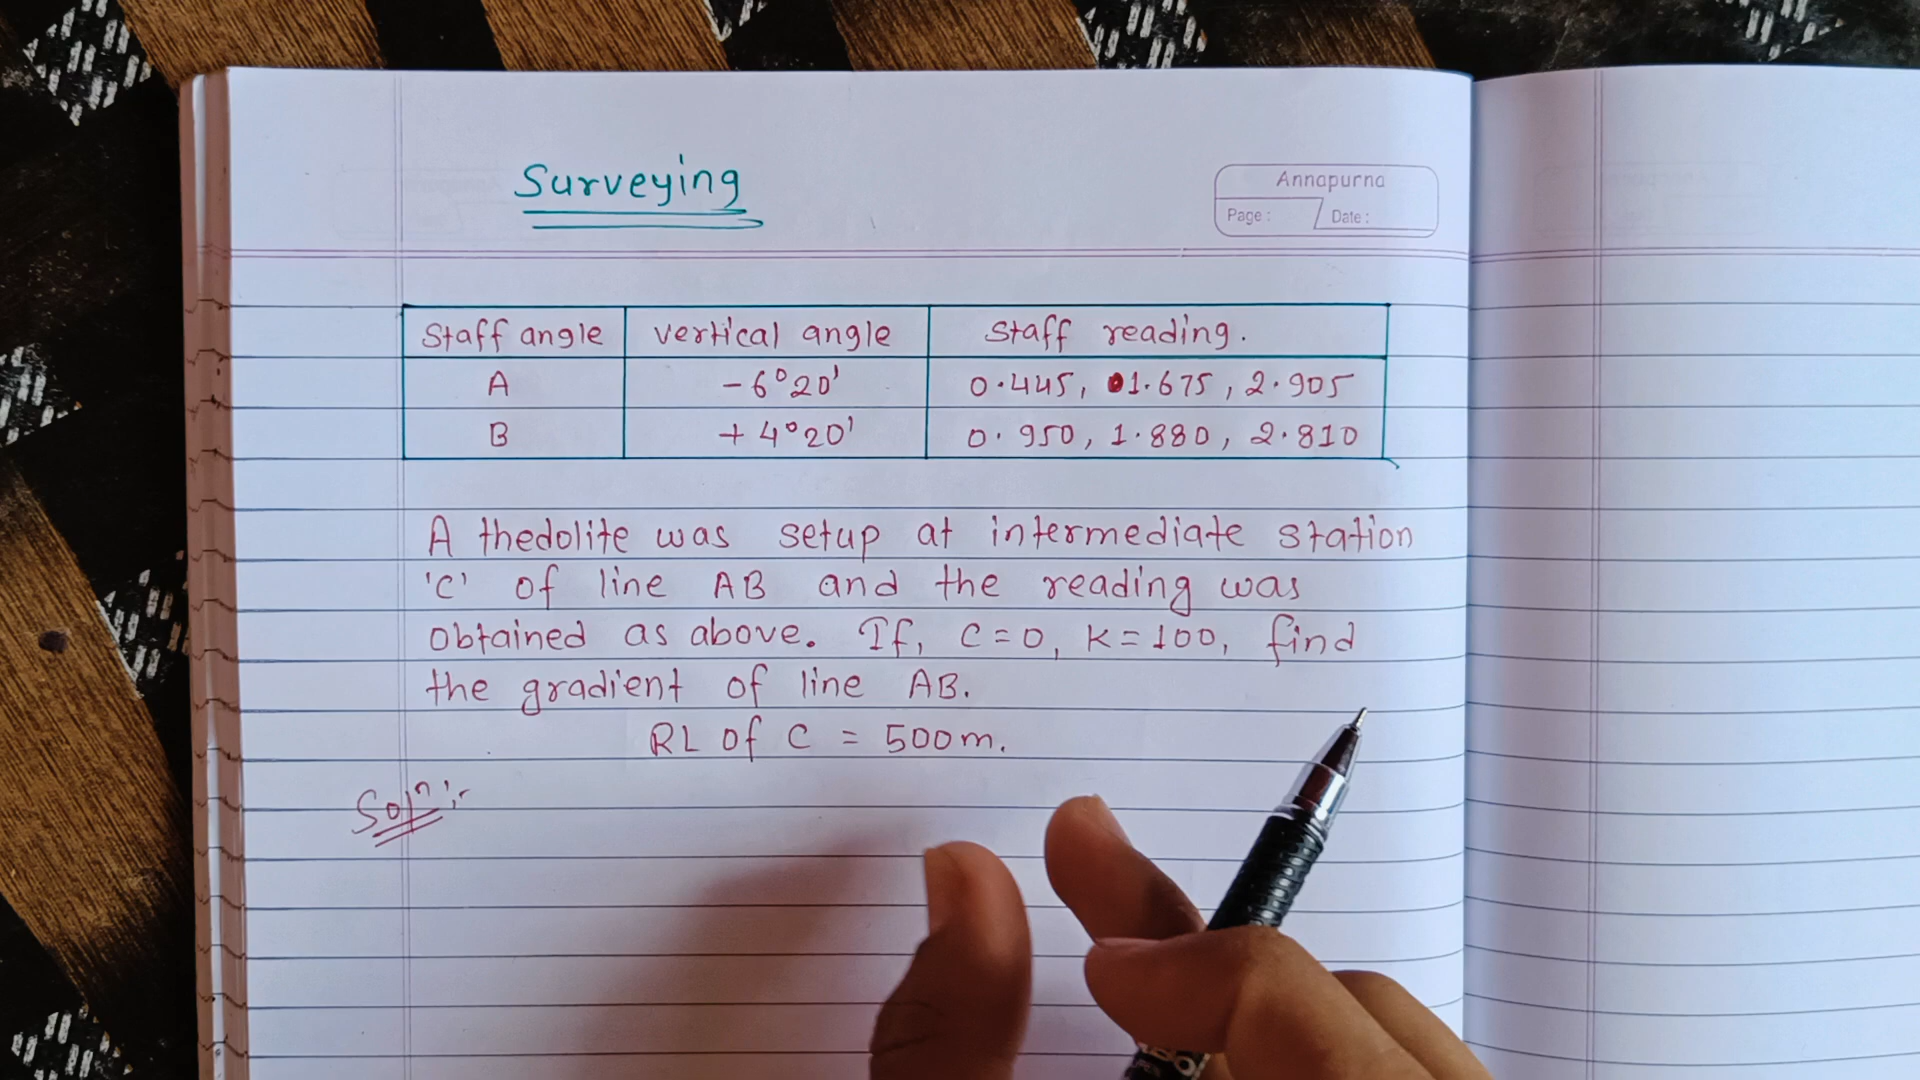 Surveying
Annapurna
Page : Date :
Staff angle vertical angle Staff reading.
A -6°20' 0.445, 1.675, 2.905
B +4°20' 0.950, 1.880, 2.810
A thedolite was setup at intermediate station
'C' of line AB and the reading was
obtained as above. If, C=0, K=100, find
the gradient of line AB.
RL of C = 500m.
Soln:-